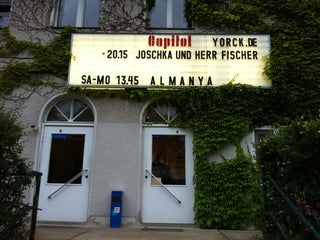 Capitol YORCK.DE
·20.15 JOSCHKA UND HERR FISCHER
SA-MO 13.45 ALMANYA